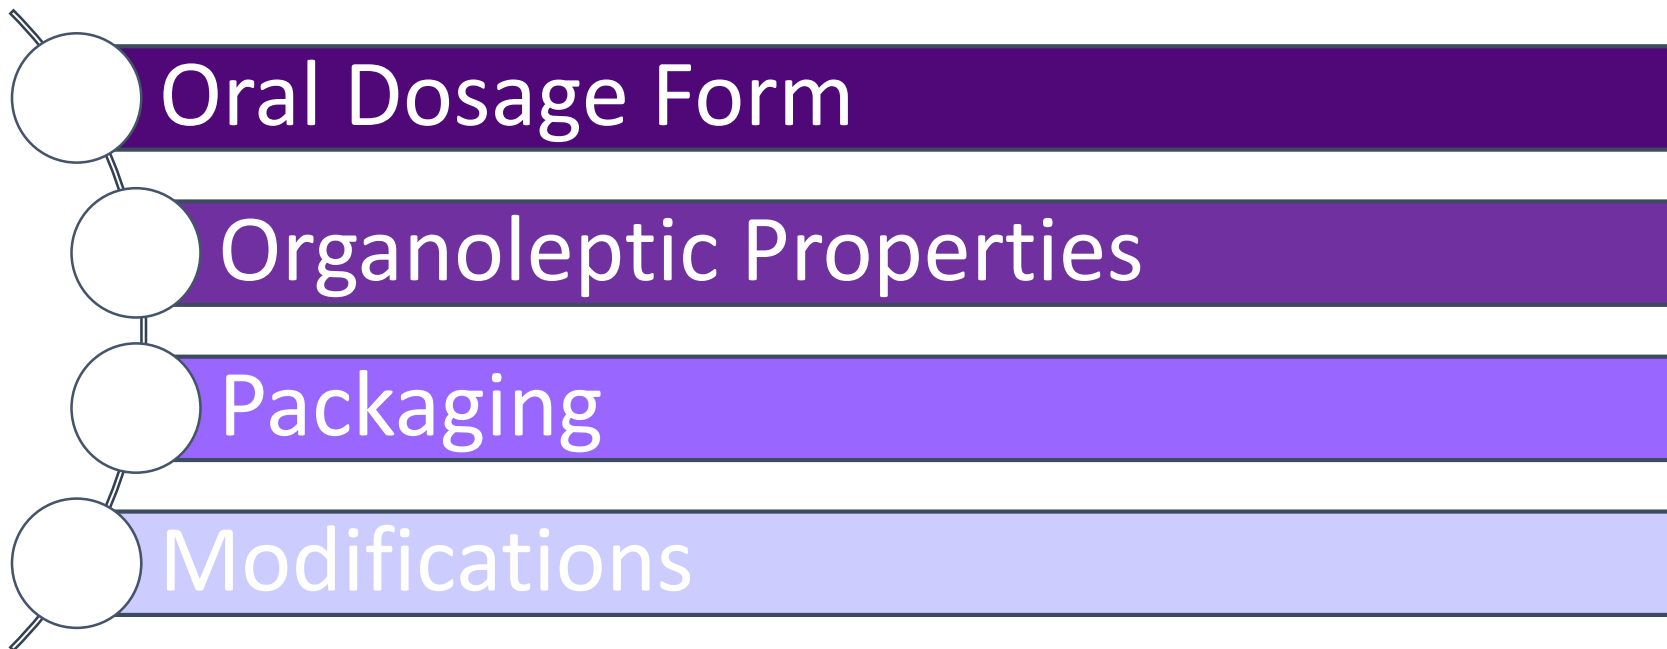 Oral Dosage Form
Organoleptic Properties
Packaging
Modifications